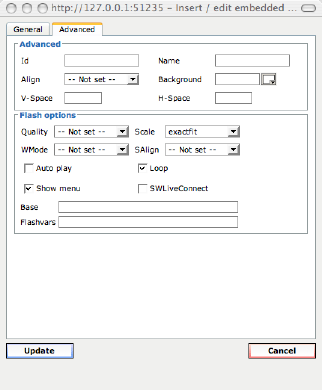 http://127.0.0.1:51235 – Insert / edit embedded ...
General Advanced
Advanced
Id Name
Align -- Not set -- Background
V-Space H-Space
Flash options
Quality -- Not set -- Scale exactfit
WMode -- Not set -- SAlign -- Not set --
Auto play Loop
Show menu SWLiveConnect
Base
Flashvars
Update Cancel